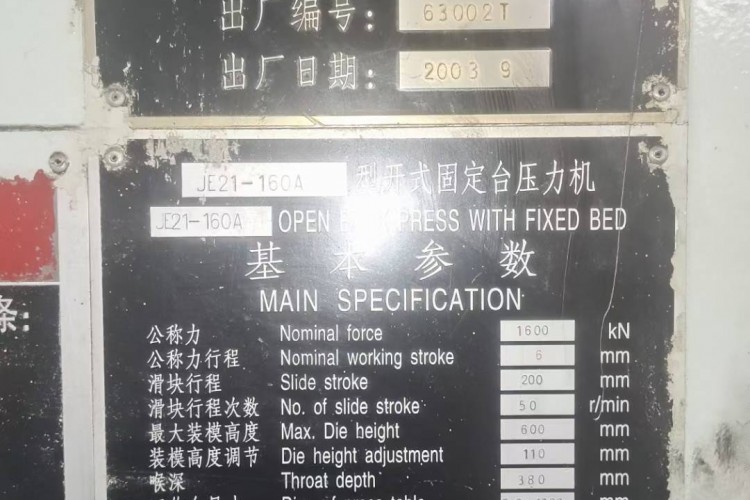 出厂编号: 63002T
出厂日期: 2003 9
JE21-160A 型开式固定台压力机
JE21-160A OPEN PRESS WITH FIXED BED
基本参数
MAIN SPECIFICATION
公称力 Nominal force 1600 kN
公称力行程 Nominal working stroke 6 mm
滑块行程 Slide stroke 200 mm
滑块行程次数 No. of slide stroke 50 r/min
最大装模高度 Max. Die height 600 mm
装模高度调节 Die height adjustment 110 mm
喉深 Throat depth 380 mm
条: